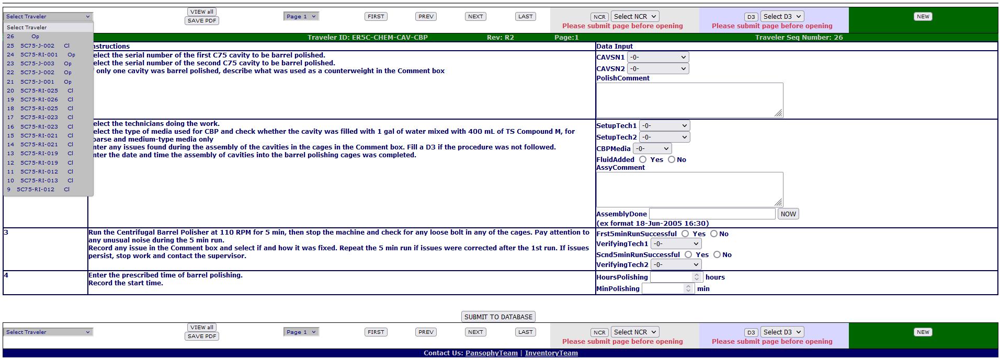 Select Traveler
VIEW all
SAVE PDF
Page 1
FIRST
PREV
NEXT
LAST
NCR Select NCR
Please submit page before opening
D3 Select D3
Please submit page before opening
NEW
Select Traveler
26 Op
25 5C75-J-002 Cl
24 5C75-RI-001 Op
23 5C75-J-003 Op
22 5C75-J-002 Op
21 5C75-J-001 Op
20 5C75-RI-025 Cl
19 5C75-RI-026 Cl
18 5C75-RI-025 Cl
17 5C75-RI-023 Cl
16 5C75-RI-023 Cl
15 5C75-RI-021 Cl
14 5C75-RI-021 Cl
13 5C75-RI-019 Cl
12 5C75-RI-019 Cl
11 5C75-RI-012 Cl
10 5C75-RI-013 Cl
9 5C75-RI-012 Cl
Traveler ID: ER5C-CHEM-CAV-CBP Rev: R2 Page:1 Traveler Seq Number: 26
nstructions
Data Input
elect the serial number of the first C75 cavity to be barrel polished.
elect the serial number of the second C75 cavity to be barrel polished.
f only one cavity was barrel polished, describe what was used as a counterweight in the Comment box
CAVSN1 -0-
CAVSN2 -0-
PolishComment
elect the technicians doing the work.
elect the type of media used for CBP and check whether the cavity was filled with 1 gal of water mixed with 400 mL of TS Compound M, for
oarse and medium-type media only
nter any issues found during the assembly of the cavities in the cages in the Comment box. Fill a D3 if the procedure was not followed.
nter the date and time the assembly of cavities into the barrel polishing cages was completed.
SetupTech1 -0-
SetupTech2 -0-
CBPMedia -0-
FluidAdded Yes No
AssyComment
AssemblyDone NOW
(ex format 18-Jun-2005 16:30)
3
Run the Centrifugal Barrel Polisher at 110 RPM for 5 min, then stop the machine and check for any loose bolt in any of the cages. Pay attention to
any unusual noise during the 5 min run.
Record any issue in the Comment box and select if and how it was fixed. Repeat the 5 min run if issues were corrected after the 1st run. If issues
persist, stop work and contact the supervisor.
Frst5minRunSuccessful Yes No
VerifyingTech1 -0-
Scnd5minRunSuccessful Yes No
VerifyingTech2 -0-
4
Enter the prescribed time of barrel polishing.
Record the start time.
HoursPolishing hours
MinPolishing min
SUBMIT TO DATABASE
Select Traveler
VIEW all
SAVE PDF
Page 1
FIRST
PREV
NEXT
LAST
NCR Select NCR
Please submit page before opening
D3 Select D3
Please submit page before opening
NEW
Contact Us: PansophyTeam | InventoryTeam